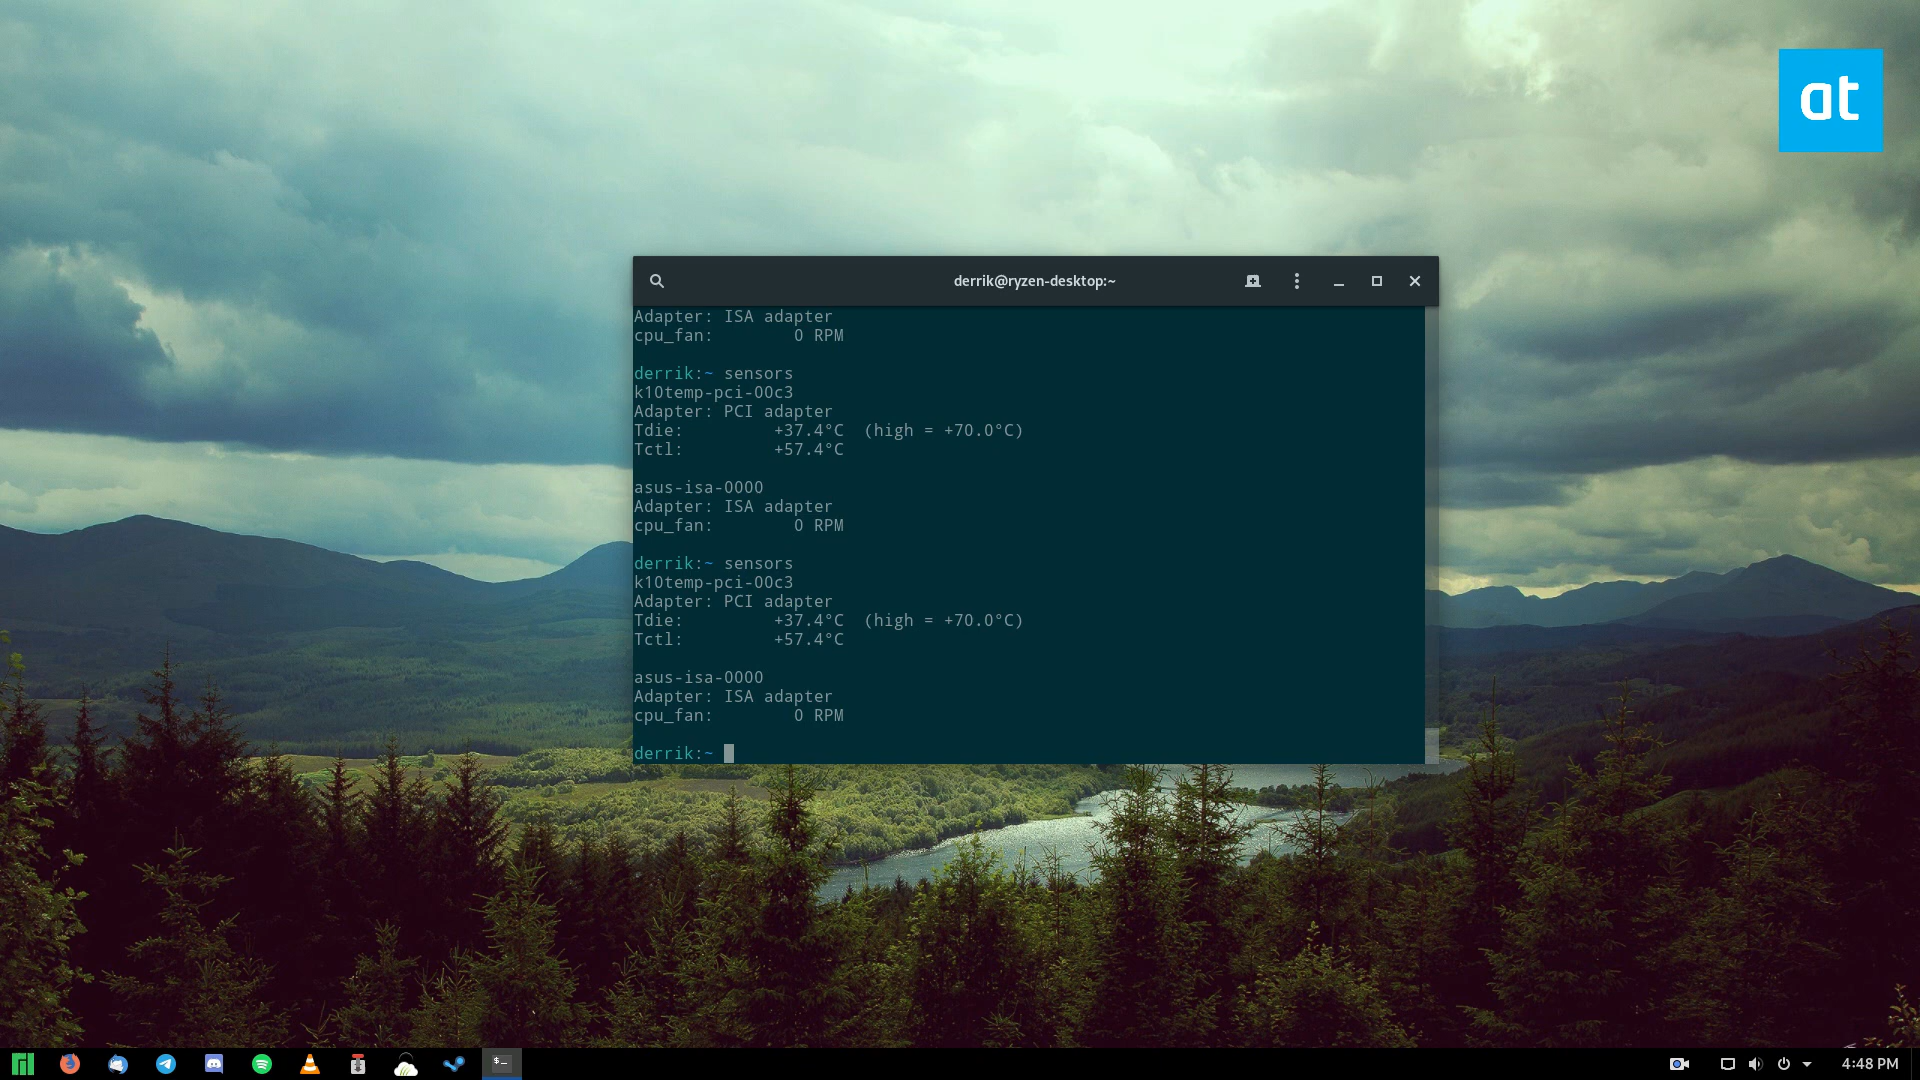 at
derrik@ryzen-desktop:~
Adapter: ISA adapter
cpu_fan:        0 RPM
derrik:~ sensors
k10temp-pci-00c3
Adapter: PCI adapter
Tdie:         +37.4°C  (high = +70.0°C)
Tctl:         +57.4°C
asus-isa-0000
Adapter: ISA adapter
cpu_fan:        0 RPM
derrik:~ sensors
k10temp-pci-00c3
Adapter: PCI adapter
Tdie:         +37.4°C  (high = +70.0°C)
Tctl:         +57.4°C
asus-isa-0000
Adapter: ISA adapter
cpu_fan:        0 RPM
derrik:~
$_
4:48 PM